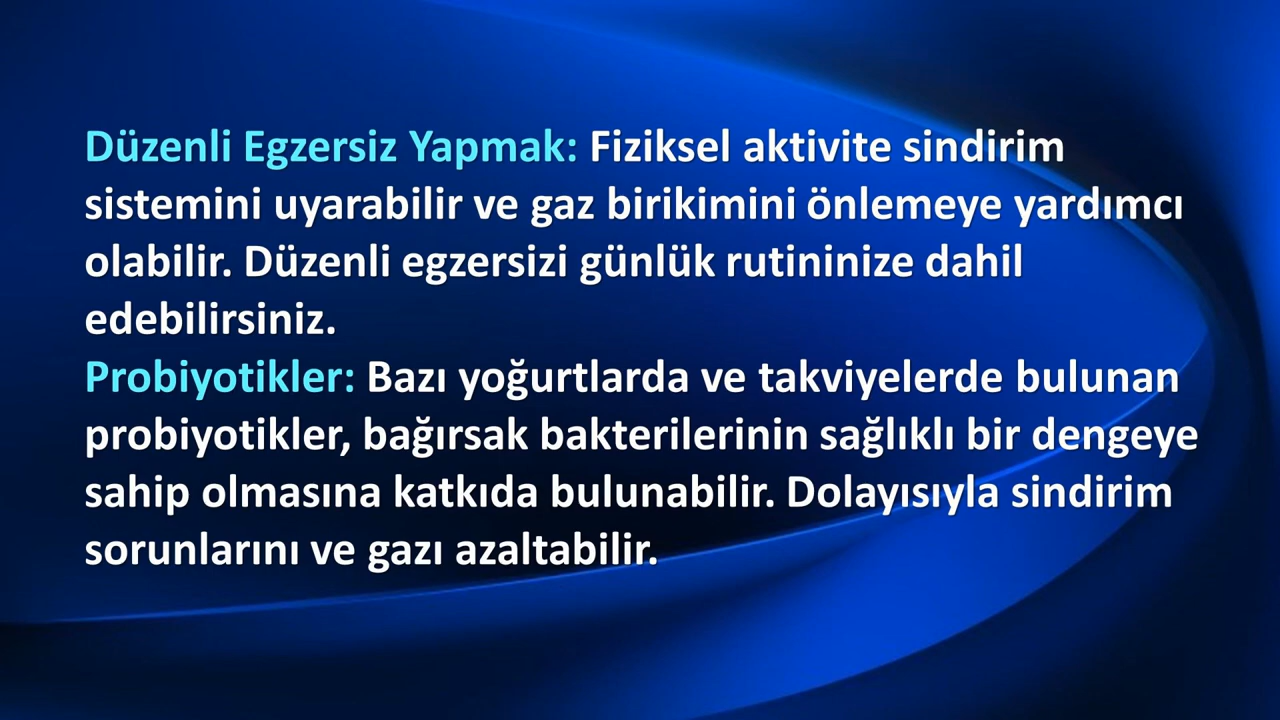 Düzenli Egzersiz Yapmak: Fiziksel aktivite sindirim
sistemini uyarabilir ve gaz birikimini önlemeye yardımcı
olabilir. Düzenli egzersizi günlük rutininize dahil
edebilirsiniz.
Probiyotikler: Bazı yoğurtlarda ve takviyelerde bulunan
probiyotikler, bağırsak bakterilerinin sağlıklı bir dengeye
sahip olmasına katkıda bulunabilir. Dolayısıyla sindirim
sorunlarını ve gazı azaltabilir.